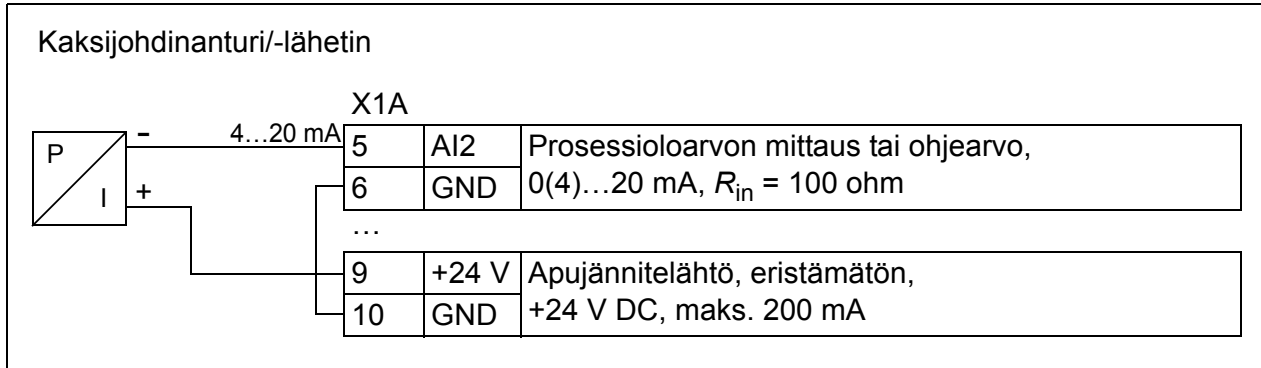 Kaksijohdinanturi/-lähetin
X1A
P
I
-
+
4…20 mA
5 AI2 Prosessioloarvon mittaus tai ohjearvo,
6 GND 0(4)…20 mA, Rin = 100 ohm
…
9 +24 V Apujännitelähtö, eristämätön,
10 GND +24 V DC, maks. 200 mA